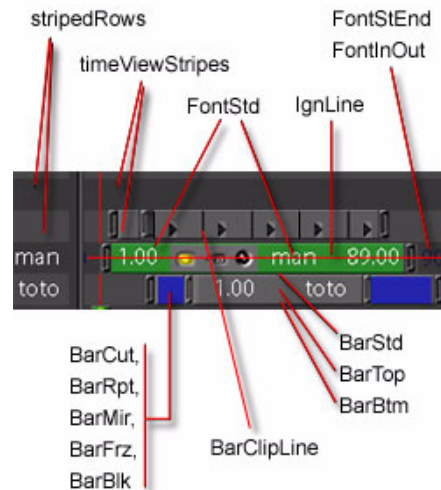 stripedRows
FontStEnd
FontInOut
timeViewStripes
FontStd
IgnLine
man 1.00 man 89.00
toto 1.00 toto
BarStd
BarTop
BarBtm
BarCut,
BarRpt,
BarMir,
BarFrz,
BarBlk
BarClipLine